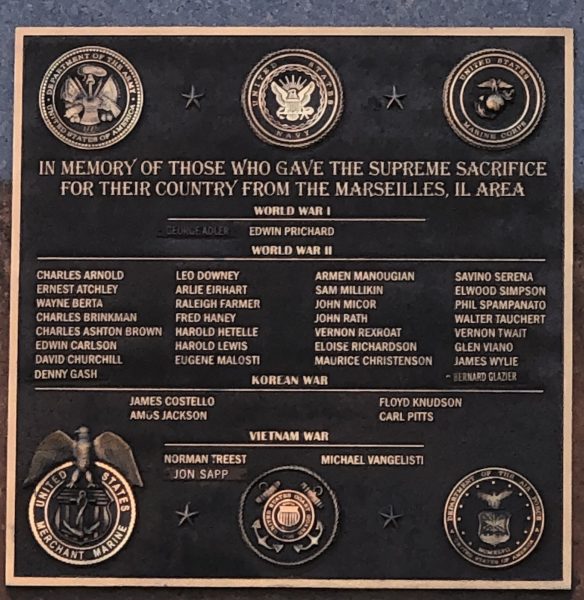 DEPARTMENT OF THE ARMY
UNITED STATES OF AMERICA
UNITED STATES
NAVY
UNITED STATES
MARINE CORPS
IN MEMORY OF THOSE WHO GAVE THE SUPREME SACRIFICE
FOR THEIR COUNTRY FROM THE MARSEILLES, IL AREA
WORLD WAR I
GEORGE ADLER EDWIN PRICHARD
WORLD WAR II
CHARLES ARNOLD LEO DOWNEY ARMEN MANOUGIAN SAVINO SERENA
ERNEST ATCHLEY ARLIE EIRHART SAM MILLIKIN ELWOOD SIMPSON
WAYNE BERTA RALEIGH FARMER JOHN MICOR PHIL SPAMPANATO
CHARLES BRINKMAN FRED HANEY JOHN RATH WALTER TAUCHERT
CHARLES ASHTON BROWN HAROLD HETELLE VERNON REXROAT VERNON TWAIT
EDWIN CARLSON HAROLD LEWIS ELOISE RICHARDSON GLEN VIANO
DAVID CHURCHILL EUGENE MALOSTI MAURICE CHRISTENSON JAMES WYLIE
DENNY GASH BERNARD GLAZIER
KOREAN WAR
JAMES COSTELLO FLOYD KNUDSON
AMOS JACKSON CARL PITTS
VIETNAM WAR
NORMAN TREEST MICHAEL VANGELISTI
JON SAPP
UNITED STATES
MERCHANT MARINE
UNITED STATES COAST
DEPARTMENT OF THE AIR FORCE
MCMXLVII
UNITED STATES OF AMERICA